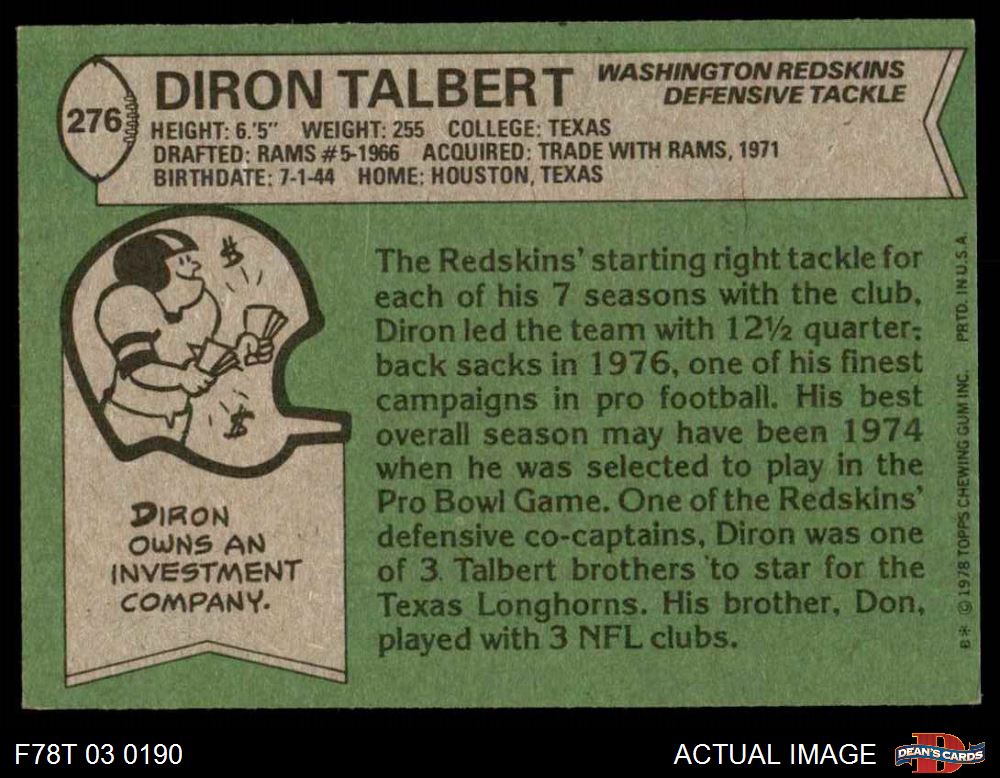 276
DIRON TALBERT
WASHINGTON REDSKINS
DEFENSIVE TACKLE
HEIGHT: 6.'5" WEIGHT: 255 COLLEGE: TEXAS
DRAFTED: RAMS #5-1966 ACQUIRED: TRADE WITH RAMS, 1971
BIRTHDATE: 7-1-44 HOME: HOUSTON, TEXAS
$
$
DIRON
OWNS AN
INVESTMENT
COMPANY.
The Redskins' starting right tackle for
each of his 7 seasons with the club,
Diron led the team with 12½ quarter-
back sacks in 1976, one of his finest
campaigns in pro football. His best
overall season may have been 1974
when he was selected to play in the
Pro Bowl Game. One of the Redskins'
defensive co-captains, Diron was one
of 3 Talbert brothers to star for the
Texas Longhorns. His brother, Don,
played with 3 NFL clubs.
B* © 1978 TOPPS CHEWING GUM INC. PRTD. IN U.S.A.
F78T 03 0190
ACTUAL IMAGE
DEAN'S CARDS